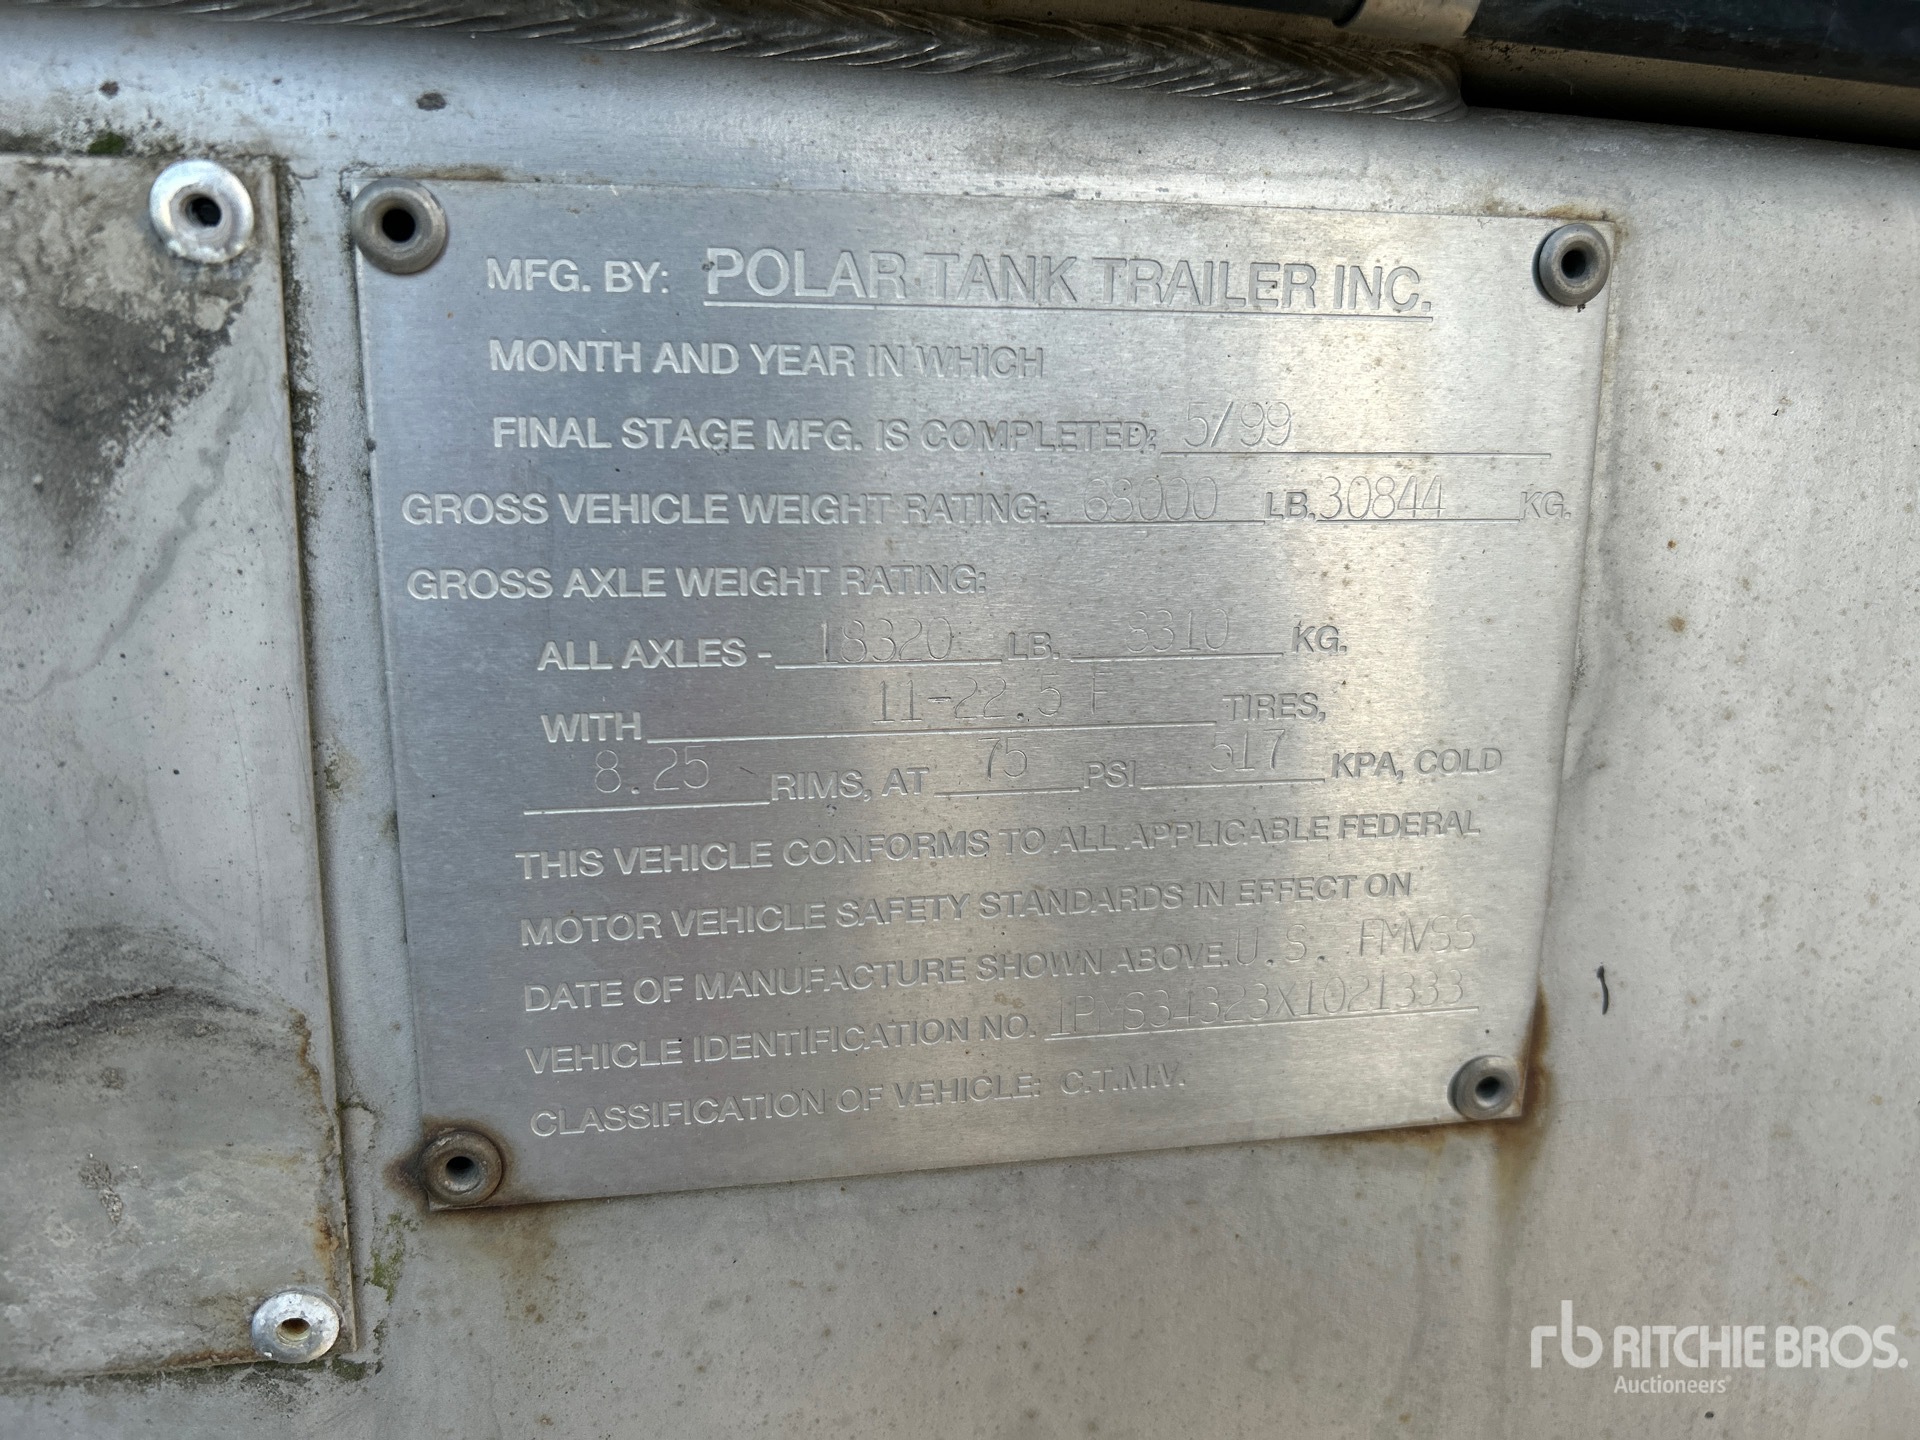 MFG. BY: POLAR TANK TRAILER INC.
MONTH AND YEAR IN WHICH
FINAL STAGE MFG. IS COMPLETED: 5/99
GROSS VEHICLE WEIGHT RATING: 68000 LB. 30844 KG.
GROSS AXLE WEIGHT RATING:
ALL AXLES - 18320 LB. 8310 KG.
WITH 11-22.5 F TIRES,
8.25 RIMS, AT 75 PSI 517 KPA, COLD
THIS VEHICLE CONFORMS TO ALL APPLICABLE FEDERAL
MOTOR VEHICLE SAFETY STANDARDS IN EFFECT ON
DATE OF MANUFACTURE SHOWN ABOVE. U.S. FMVSS
VEHICLE IDENTIFICATION NO. 1PMS34323X1021333
CLASSIFICATION OF VEHICLE: C.T.M.V.
rb RITCHIE BROS.
Auctioneers